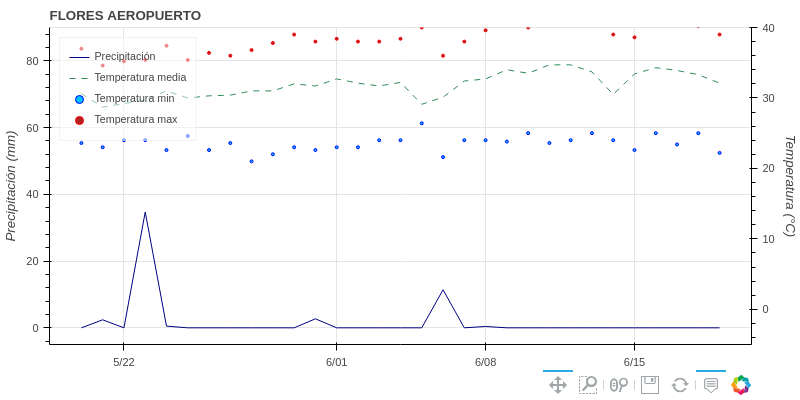 FLORES AEROPUERTO
Precipitación
Temperatura media
Temperatura min
Temperatura max
Precipitación (mm)
80
60
40
20
0
Temperatura (°C)
40
30
20
10
0
5/22
6/01
6/08
6/15